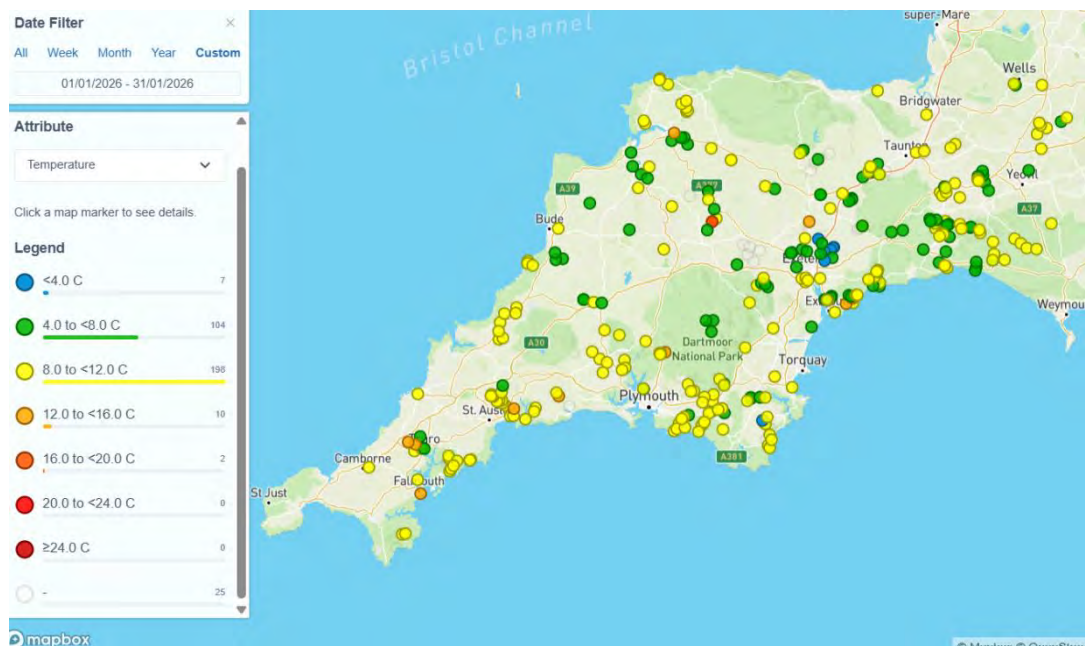 Date Filter ×
All Week Month Year Custom
01/01/2026 - 31/01/2026
Attribute
Temperature
Click a map marker to see details.
Legend
<4.0 C 7
4.0 to <8.0 C 104
8.0 to <12.0 C 198
12.0 to <16.0 C 10
16.0 to <20.0 C 2
20.0 to <24.0 C 0
≥24.0 C 0
- 25
mapbox
Bristol Channel
super-Mare
Wells
Bridgwater
Taunton
Yeovil
A39
A377
A37
Bude
Exeter
Weymou
A30
Dartmoor
National Park
Torquay
Plymouth
St. Aust
A381
Camborne
St Just